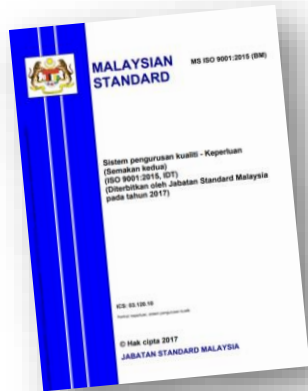 MALAYSIAN
STANDARD
MS ISO 9001:2015 (BM)
Sistem pengurusan kualiti - Keperluan
(Semakan kedua)
(ISO 9001:2015, IDT)
(Diterbitkan oleh Jabatan Standard Malaysia
pada tahun 2017)
ICS: 03.120.10
© Hak cipta 2017
JABATAN STANDARD MALAYSIA